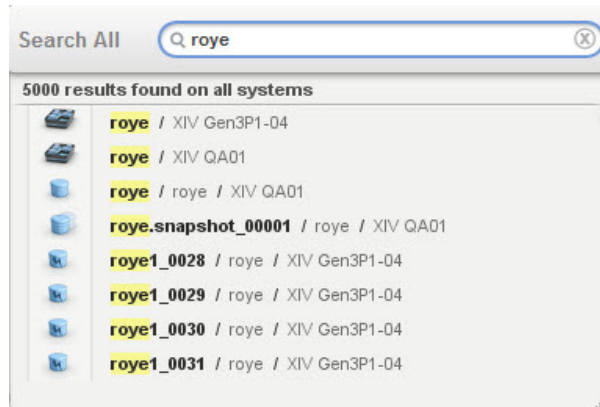 Search All roye
5000 results found on all systems
roye / XIV Gen3P1-04
roye / XIV QA01
roye / roye / XIV QA01
roye.snapshot_00001 / roye / XIV QA01
roye1_0028 / roye / XIV Gen3P1-04
roye1_0029 / roye / XIV Gen3P1-04
roye1_0030 / roye / XIV Gen3P1-04
roye1_0031 / roye / XIV Gen3P1-04